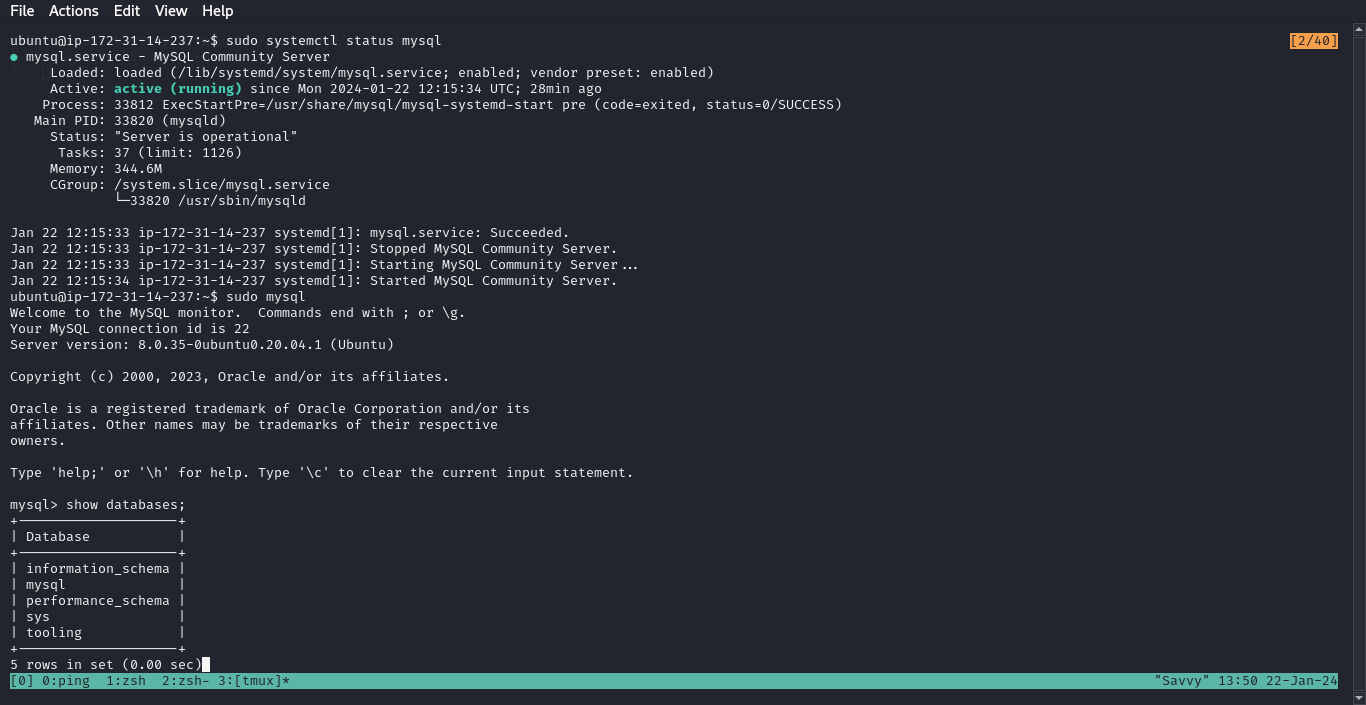 File Actions Edit View Help
ubuntu@ip-172-31-14-237:~$ sudo systemctl status mysql [2/40]
● mysql.service - MySQL Community Server
Loaded: loaded (/lib/systemd/system/mysql.service; enabled; vendor preset: enabled)
Active: active (running) since Mon 2024-01-22 12:15:34 UTC; 28min ago
Process: 33812 ExecStartPre=/usr/share/mysql/mysql-systemd-start pre (code=exited, status=0/SUCCESS)
Main PID: 33820 (mysqld)
Status: "Server is operational"
Tasks: 37 (limit: 1126)
Memory: 344.6M
CGroup: /system.slice/mysql.service
└─33820 /usr/sbin/mysqld
Jan 22 12:15:33 ip-172-31-14-237 systemd[1]: mysql.service: Succeeded.
Jan 22 12:15:33 ip-172-31-14-237 systemd[1]: Stopped MySQL Community Server.
Jan 22 12:15:33 ip-172-31-14-237 systemd[1]: Starting MySQL Community Server...
Jan 22 12:15:34 ip-172-31-14-237 systemd[1]: Started MySQL Community Server.
ubuntu@ip-172-31-14-237:~$ sudo mysql
Welcome to the MySQL monitor.  Commands end with ; or \g.
Your MySQL connection id is 22
Server version: 8.0.35-0ubuntu0.20.04.1 (Ubuntu)
Copyright (c) 2000, 2023, Oracle and/or its affiliates.
Oracle is a registered trademark of Oracle Corporation and/or its
affiliates. Other names may be trademarks of their respective
owners.
Type 'help;' or '\h' for help. Type '\c' to clear the current input statement.
mysql> show databases;
+--------------------+
| Database           |
+--------------------+
| information_schema |
| mysql              |
| performance_schema |
| sys                |
| tooling            |
+--------------------+
5 rows in set (0.00 sec)
[0] 0:ping  1:zsh  2:zsh- 3:[tmux]* "Savvy" 13:50 22-Jan-24